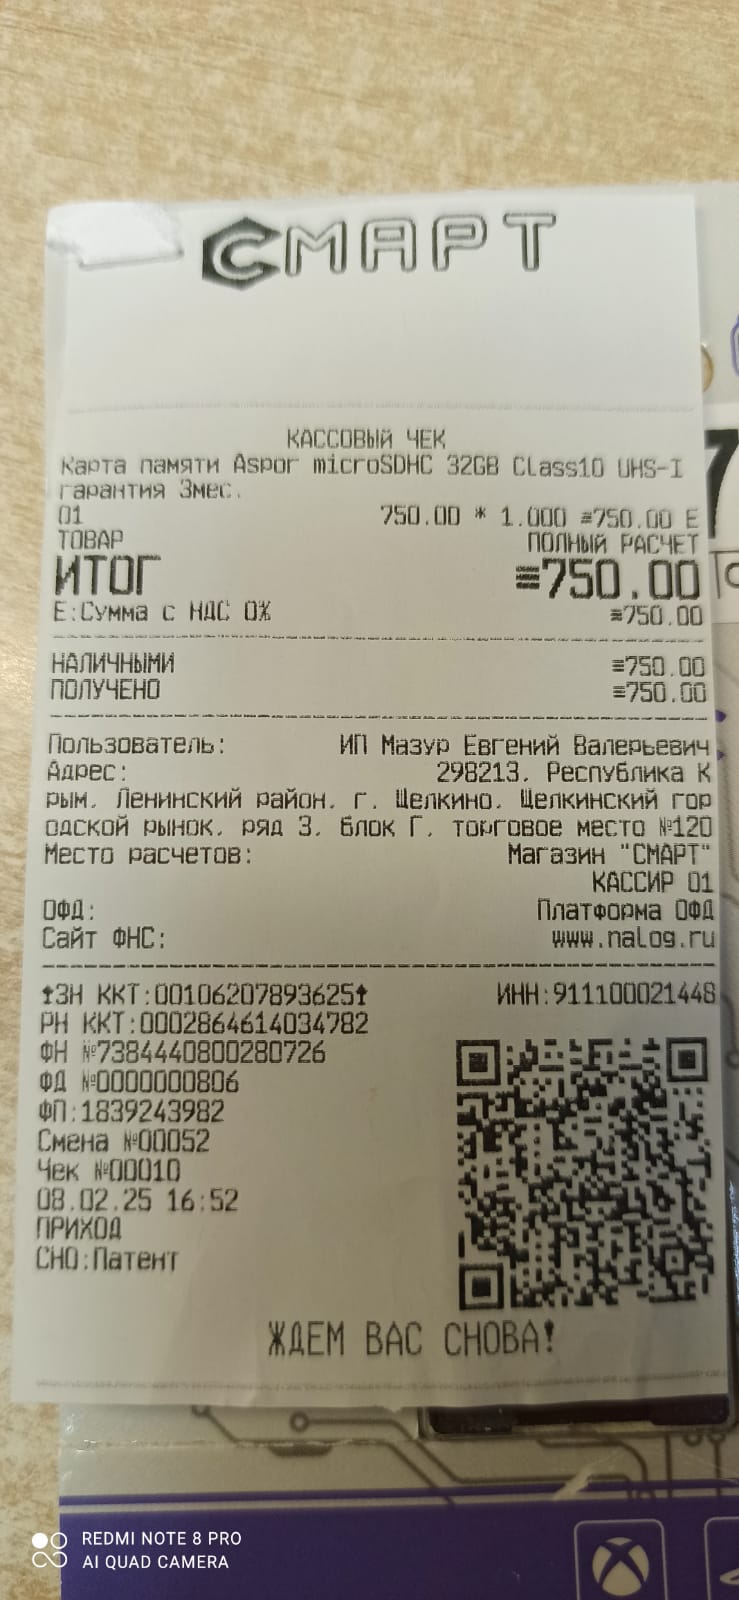 СМАРТ
КАССОВЫЙ ЧЕК
Карта памяти Aspor microSDHC 32GB Class10 UHS-I
гарантия 3мес.
01 750.00 * 1.000 ≡750.00 Е
ТОВАР ПОЛНЫЙ РАСЧЕТ
ИТОГ ≡750.00
Е:Сумма с НДС 0% ≡750.00
НАЛИЧНЫМИ ≡750.00
ПОЛУЧЕНО ≡750.00
Пользователь: ИП Мазур Евгений Валерьевич
Адрес: 298213, Республика К
рым, Ленинский район, г. Щелкино, Щелкинский гор
одской рынок, ряд 3, блок Г, торговое место №120
Место расчетов: Магазин "СМАРТ"
КАССИР 01
ОФД: Платформа ОФД
Сайт ФНС: www.nalog.ru
ЗН ККТ:00106207893625 ИНН:911100021448
РН ККТ:0002864614034782
ФН №7384440800280726
ФД №0000000806
ФП:1839243982
Смена №00052
Чек №00010
08.02.25 16:52
ПРИХОД
СНО:Патент
ЖДЕМ ВАС СНОВА!
REDMI NOTE 8 PRO
AI QUAD CAMERA